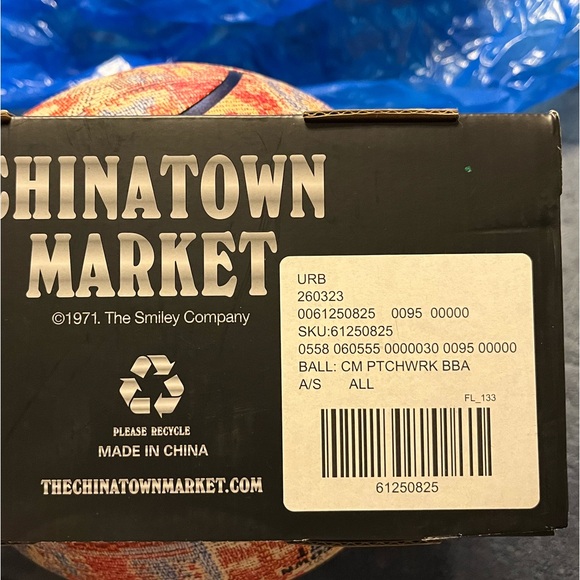 CHINATOWN
MARKET
©1971. The Smiley Company
PLEASE RECYCLE
MADE IN CHINA
THECHINATOWNMARKET.COM
URB
260323
0061250825 0095 00000
SKU:61250825
0558 060555 0000030 0095 00000
BALL: CM PTCHWRK BBA
A/S ALL
FL_133
61250825